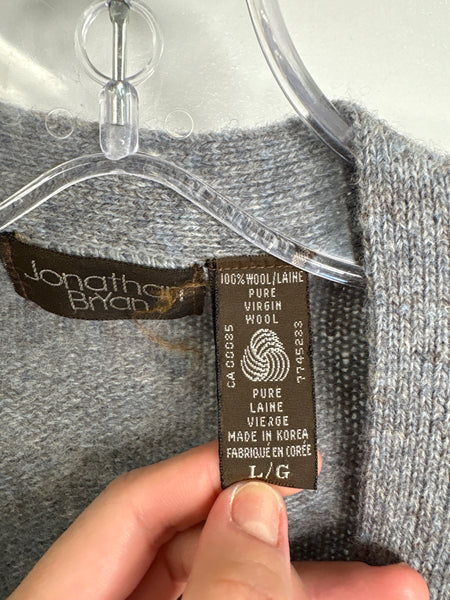 Jonathan
Bryan
100% WOOL/LAINE
PURE
VIRGIN
WOOL
CA 00085
7745233
PURE
LAINE
VIERGE
MADE IN KOREA
FABRIQUÉ EN CORÉE
L/G